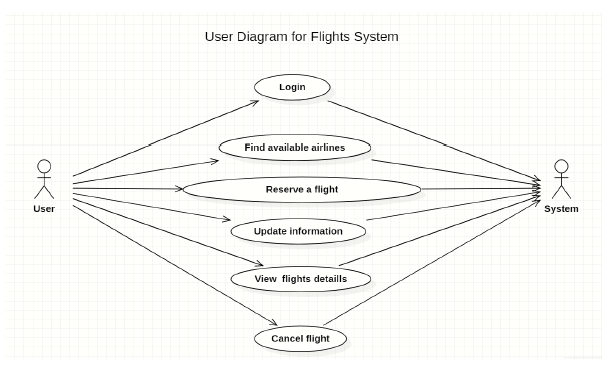 User Diagram for Flights System
Login
Find available airlines
Reserve a flight
User
System
Update information
View flights detaills
Cancel flight